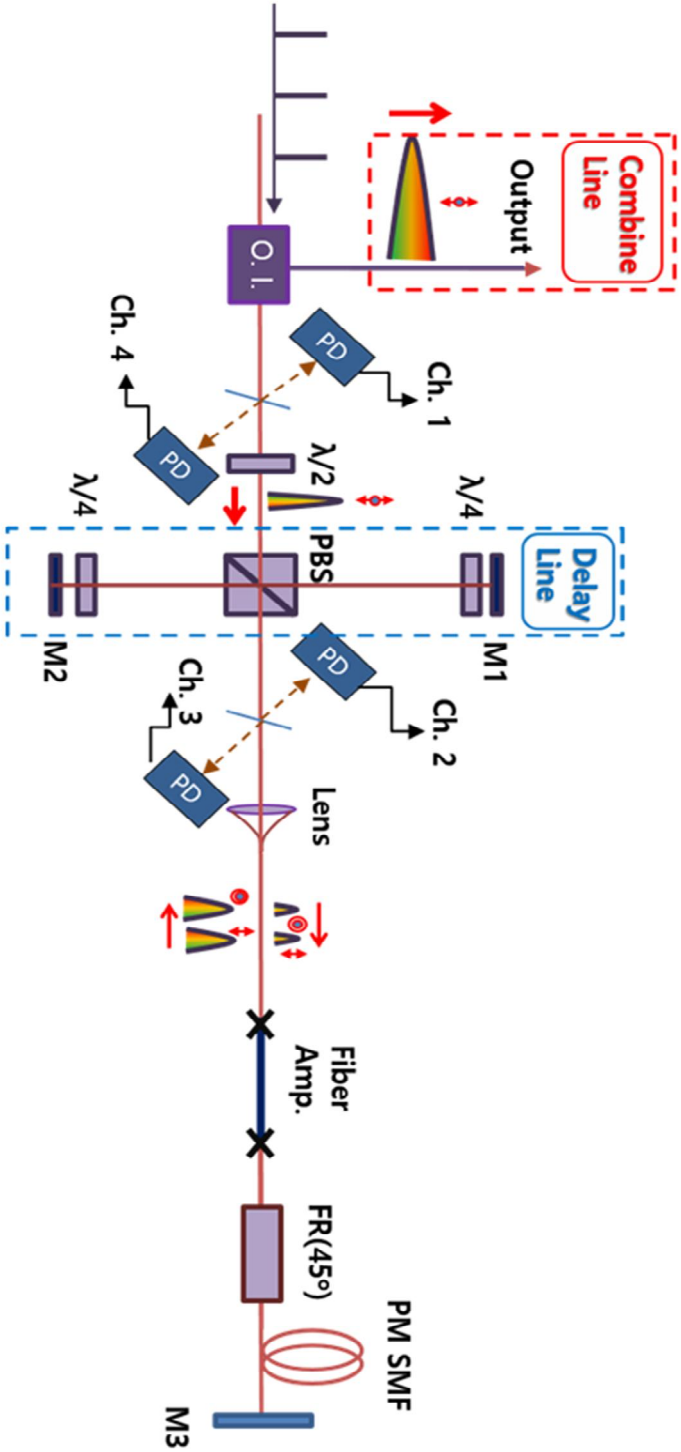 Combine
Line
Output
O. I.
PD
Ch. 1
PD
Ch. 4
λ/2
λ/4
λ/4
PBS
Delay
Line
M1
M2
PD
Ch. 2
PD
Ch. 3
Lens
Fiber
Amp.
FR(45º)
PM SMF
M3